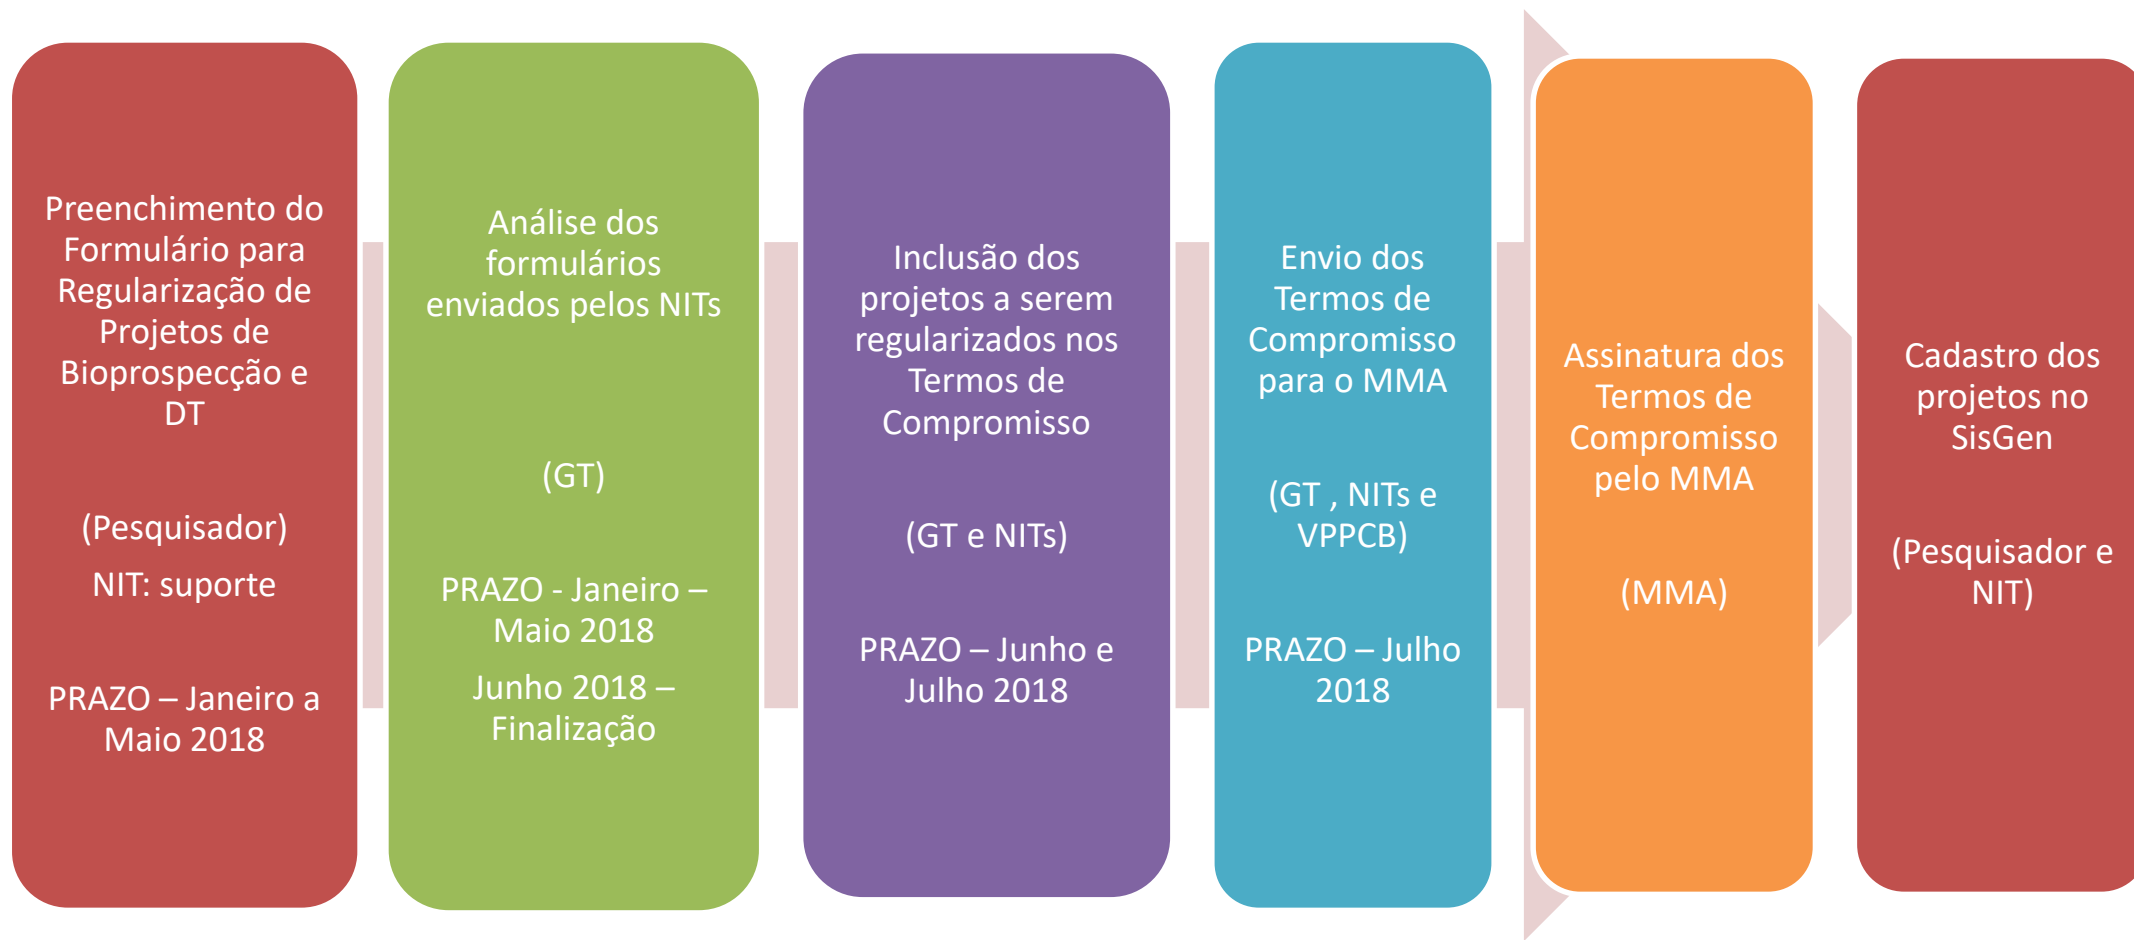 Preenchimento do
Formulário para
Regularização de
Projetos de
Bioprospecção e
DT
(Pesquisador)
NIT: suporte
PRAZO – Janeiro a
Maio 2018
Análise dos
formulários
enviados pelos NITs
(GT)
PRAZO - Janeiro –
Maio 2018
Junho 2018 –
Finalização
Inclusão dos
projetos a serem
regularizados nos
Termos de
Compromisso
(GT e NITs)
PRAZO – Junho e
Julho 2018
Envio dos
Termos de
Compromisso
para o MMA
(GT , NITs e
VPPCB)
PRAZO – Julho
2018
Assinatura dos
Termos de
Compromisso
pelo MMA
(MMA)
Cadastro dos
projetos no
SisGen
(Pesquisador e
NIT)